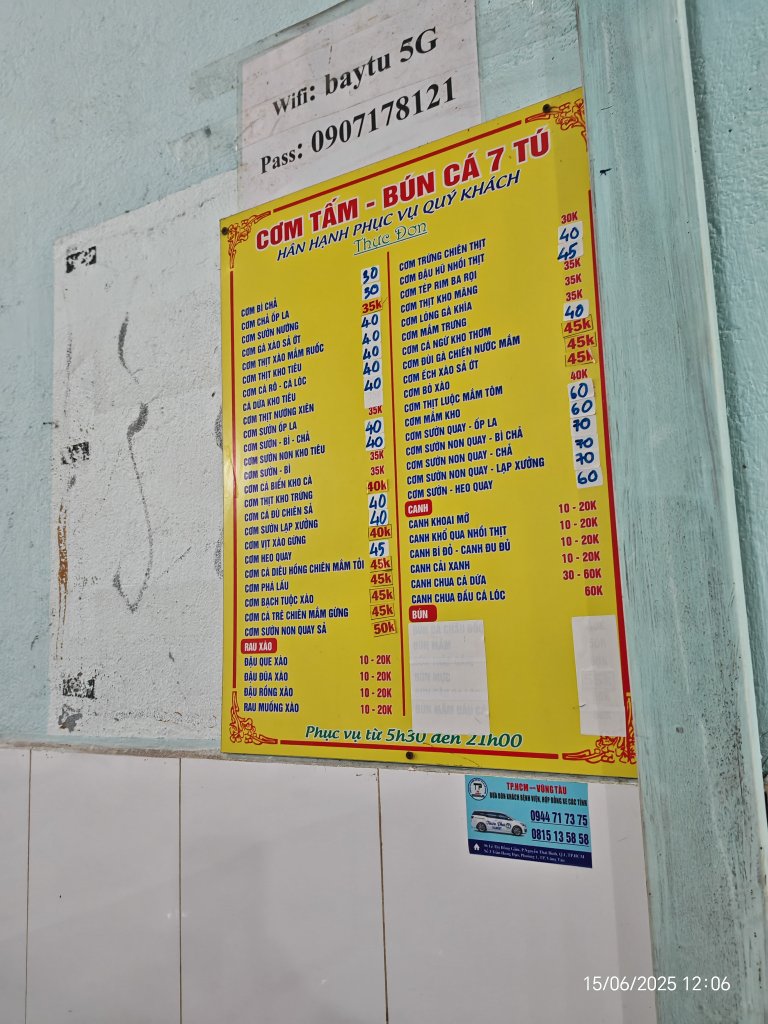 Wifi: baytu 5G
Pass: 0907178121
CƠM TẤM - BÚN CÁ 7 TÚ
HÂN HẠNH PHỤC VỤ QUÝ KHÁCH
Thực Đơn
CƠM BÌ CHẢ 30
CƠM CHẢ ỐP LA 30
CƠM SƯỜN NƯỚNG 35k
CƠM GÀ XÀO SẢ ỚT 40
CƠM THỊT XÀO MẮM RUỐC 40
CƠM THỊT KHO TIÊU 40
CƠM CÁ RÔ - CÁ LÓC 40
CÁ DỨA KHO TIÊU 40
CƠM THỊT NƯỚNG XIÊN
CƠM SƯỜN ỐP LA 35K
CƠM SƯỜN - BÌ - CHẢ 40
CƠM SƯỜN NON KHO TIÊU 40
CƠM SƯỜN - BÌ 35K
CƠM CÁ BIỂN KHO CÀ 35K
CƠM THỊT KHO TRỨNG 40k
CƠM CÁ ĐÙ CHIÊN SẢ 40
CƠM SƯỜN LẠP XƯỞNG 40
CƠM VỊT XÀO GỪNG 40k
CƠM HEO QUAY 45
CƠM CÁ DIÊU HỒNG CHIÊN MẮM TỎI 45k
CƠM PHÁ LẤU 45k
CƠM BẠCH TUỘC XÀO 45k
CƠM CÁ TRÊ CHIÊN MẮM GỪNG 45k
CƠM SƯỜN NON QUAY SẢ 50k
RAU XÀO
ĐẬU QUE XÀO 10 - 20K
ĐẬU ĐŨA XÀO 10 - 20K
ĐẬU RỒNG XÀO 10 - 20K
RAU MUỐNG XÀO 10 - 20K
CƠM TRỨNG CHIÊN THỊT 30K
CƠM ĐẬU HŨ NHỒI THỊT 40
CƠM TÉP RIM BA RỌI 45
CƠM THỊT KHO MĂNG 35K
CƠM LÒNG GÀ KHÌA 35K
CƠM MẮM TRƯNG 35K
CƠM CÁ NGỪ KHO THƠM 40
CƠM ĐÙI GÀ CHIÊN NƯỚC MẮM 45k
CƠM ẾCH XÀO SẢ ỚT 45k
CƠM BÒ XÀO 45k
CƠM THỊT LUỘC MẮM TÔM 40K
CƠM MẮM KHO 60
CƠM SƯỜN QUAY - ỐP LA 60
CƠM SƯỜN NON QUAY - BÌ CHẢ 70
CƠM SƯỜN NON QUAY - CHẢ 70
CƠM SƯỜN NON QUAY - LẠP XƯỞNG 70
CƠM SƯỜN - HEO QUAY 60
CANH
CANH KHOAI MỠ 10 - 20K
CANH KHỔ QUA NHỒI THỊT 10 - 20K
CANH BÍ ĐỎ - CANH ĐU ĐỦ 10 - 20K
CANH CẢI XANH 10 - 20K
CANH CHUA CÁ DỨA 30 - 60K
CANH CHUA ĐẦU CÁ LÓC 60K
BÚN
Phục vụ từ 5h30 đến 21h00
TP
TP.HCM — VŨNG TÀU
ĐƯA ĐÓN KHÁCH BỆNH VIỆN, HỢP ĐỒNG XE CÁC TỈNH
0944 71 73 75
0815 13 58 58
15/06/2025 12:06